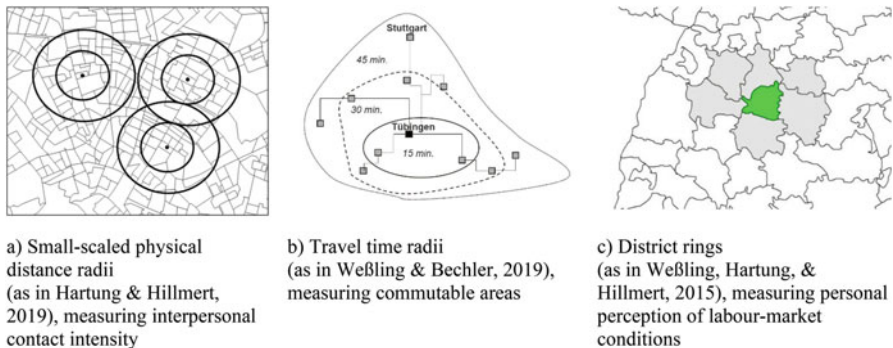 Stuttgart
45 min.
30 min.
Tübingen
15 min.
a) Small-scaled physical
distance radii
(as in Hartung & Hillmert,
2019), measuring interpersonal
contact intensity
b) Travel time radii
(as in Weßling & Bechler, 2019),
measuring commutable areas
c) District rings
(as in Weßling, Hartung, &
Hillmert, 2015), measuring personal
perception of labour-market
conditions